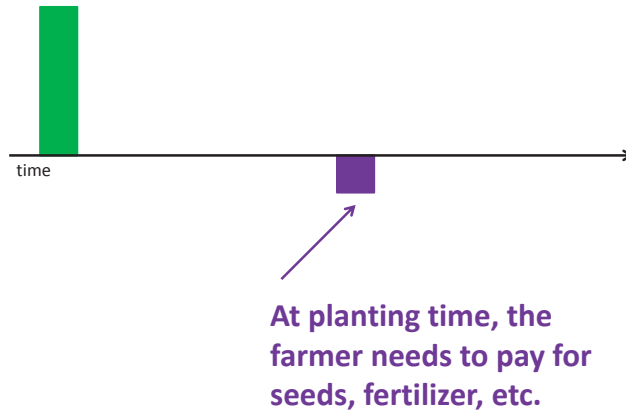 time
At planting time, the
farmer needs to pay for
seeds, fertilizer, etc.